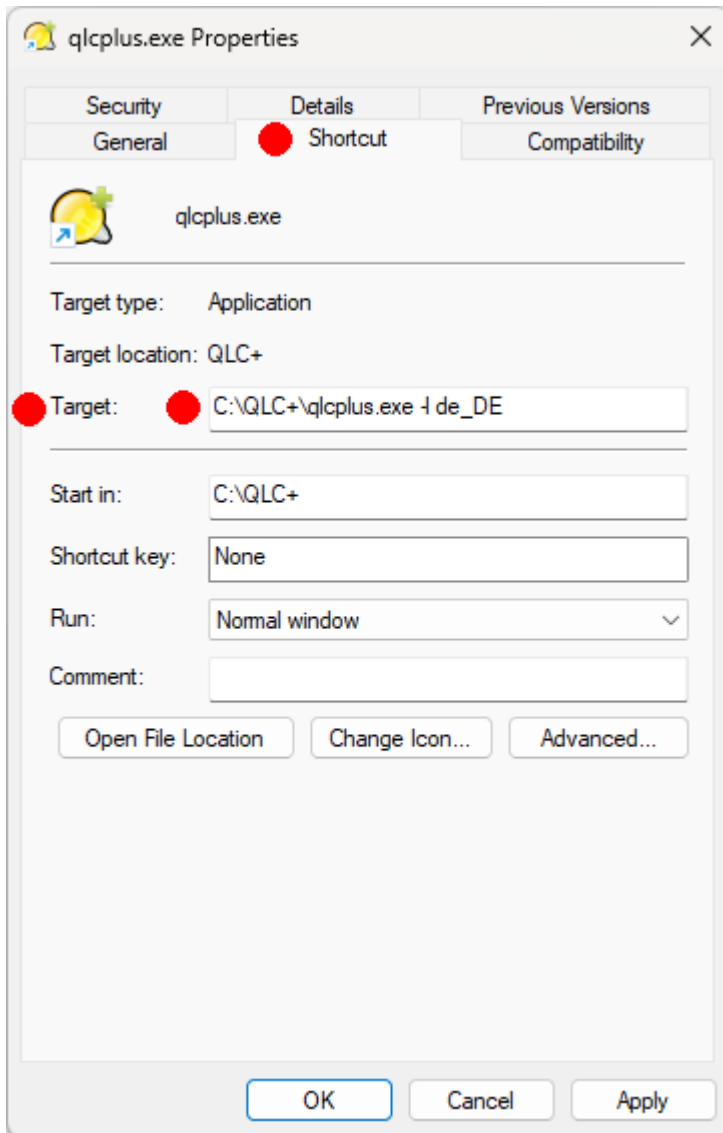 qlcplus.exe Properties
Security Details Previous Versions
General Shortcut Compatibility
qlcplus.exe
Target type: Application
Target location: QLC+
Target: C:\QLC+\qlcplus.exe -l de_DE
Start in: C:\QLC+
Shortcut key: None
Run: Normal window
Comment:
Open File Location Change Icon... Advanced...
OK Cancel Apply